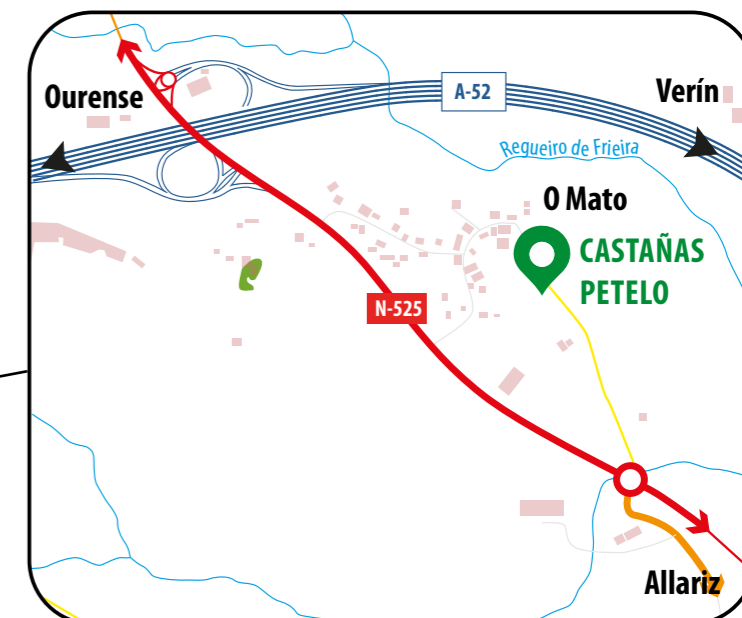 Ourense
A-52
Verín
Regueiro de Frieira
O Mato
CASTAÑAS
PETELO
N-525
Allariz